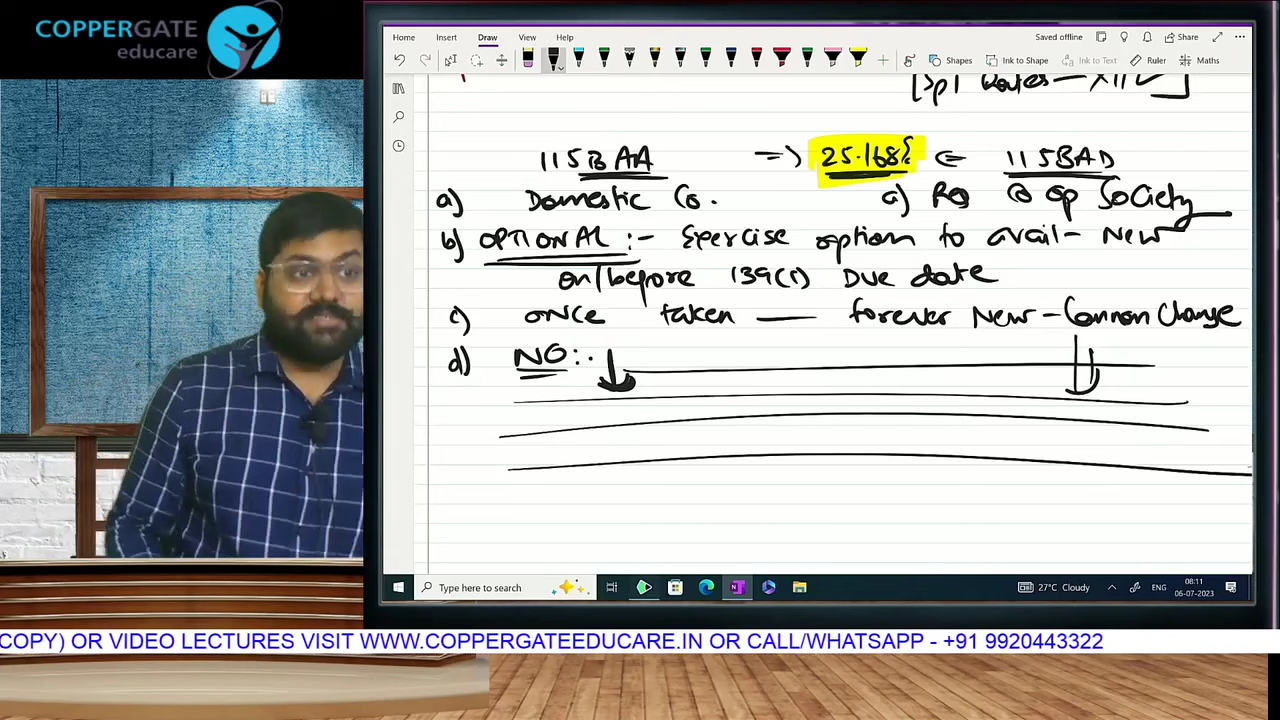 COPPERGATE
educare
Home Insert Draw View Help
Saved offline
Share
Shapes
Ink to Shape
Ink to Text
Ruler
Maths
115BAA => 25.168% <= 115BAD
a) Domestic Co. a) RQ Co op Society
b) OPTIONAL :- Exercise option to avail - New
on/before 139(1) Due date
c) once taken — forever New - Cannon Change
d) NO:.
Type here to search
27°C Cloudy
ENG
08:11
06-07-2023
COPY) OR VIDEO LECTURES VISIT WWW.COPPERGATEEDUCARE.IN OR CALL/WHATSAPP - +91 9920443322